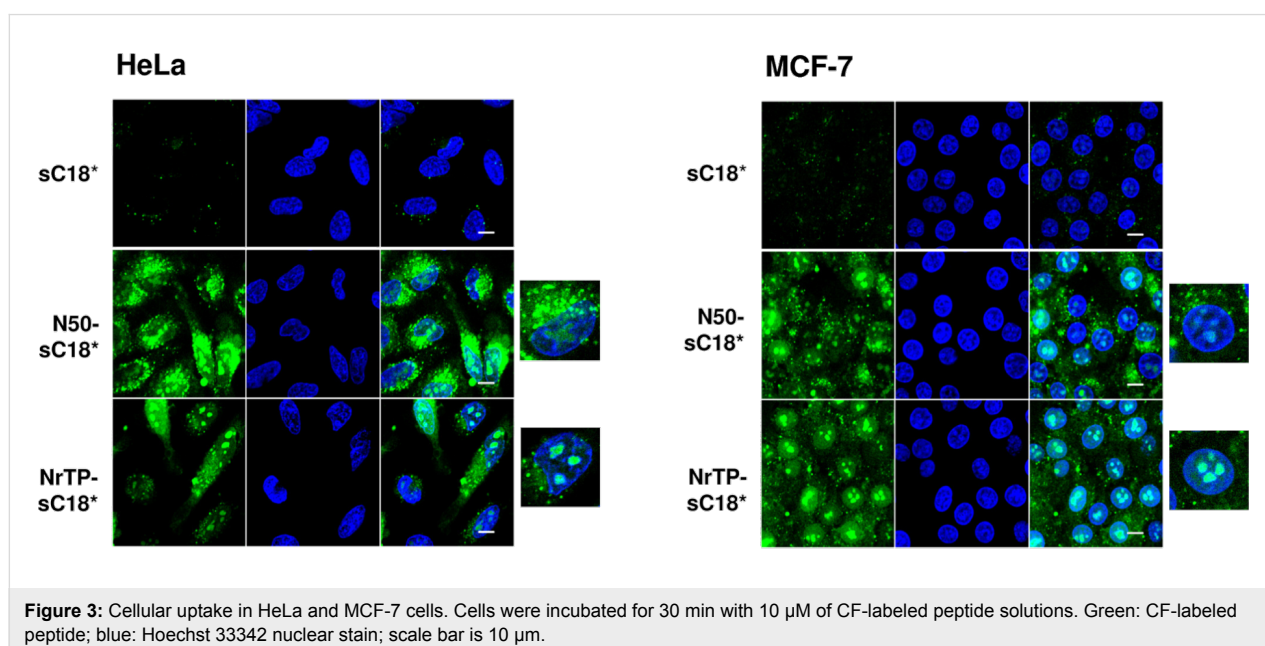 HeLa
sC18*
N50-
sC18*
NrTP-
sC18*
MCF-7
sC18*
N50-
sC18*
NrTP-
sC18*
Figure 3: Cellular uptake in HeLa and MCF-7 cells. Cells were incubated for 30 min with 10 µM of CF-labeled peptide solutions. Green: CF-labeled
peptide; blue: Hoechst 33342 nuclear stain; scale bar is 10 µm.